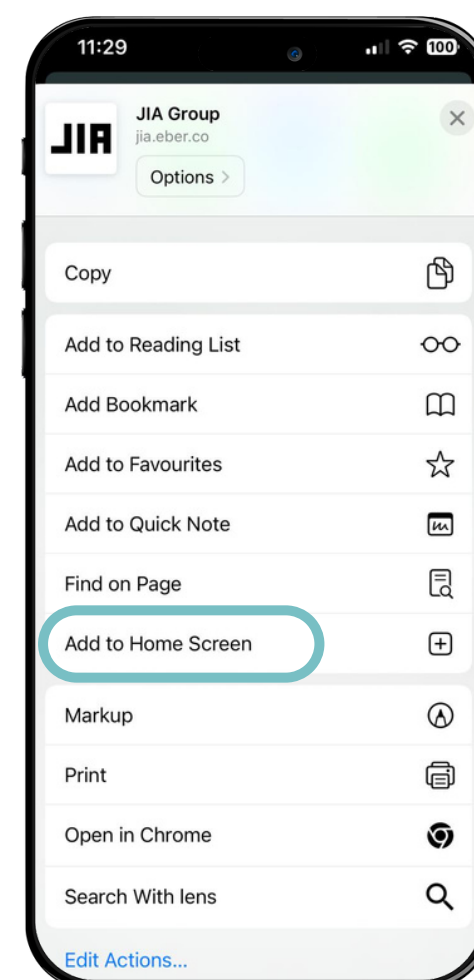 11:29
100
JIA
JIA Group
jia.eber.co
Options
Copy
Add to Reading List
Add Bookmark
Add to Favourites
Add to Quick Note
Find on Page
Add to Home Screen
Markup
Print
Open in Chrome
Search With lens
Edit Actions...